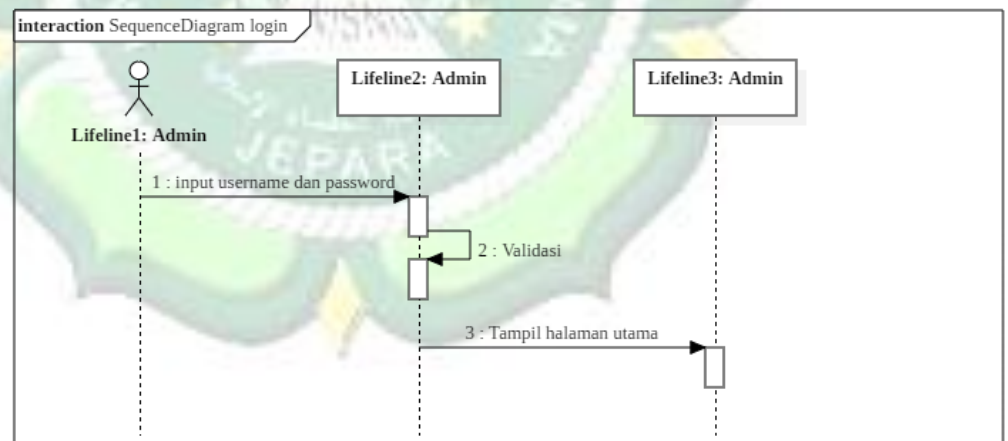 interaction SequenceDiagram login
Lifeline2: Admin
Lifeline3: Admin
Lifeline1: Admin
JEPARA
1 : input username dan password
2 : Validasi
3 : Tampil halaman utama